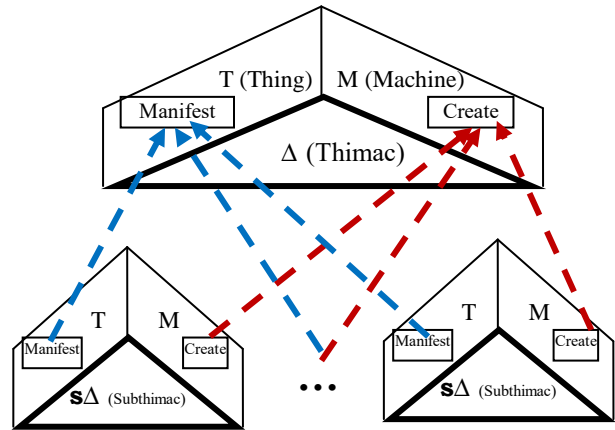 T (Thing) M (Machine)
Manifest Create
Δ (Thimac)
T M T M
Manifest Create Manifest Create
sΔ (Subthimac) ... sΔ (Subthimac)